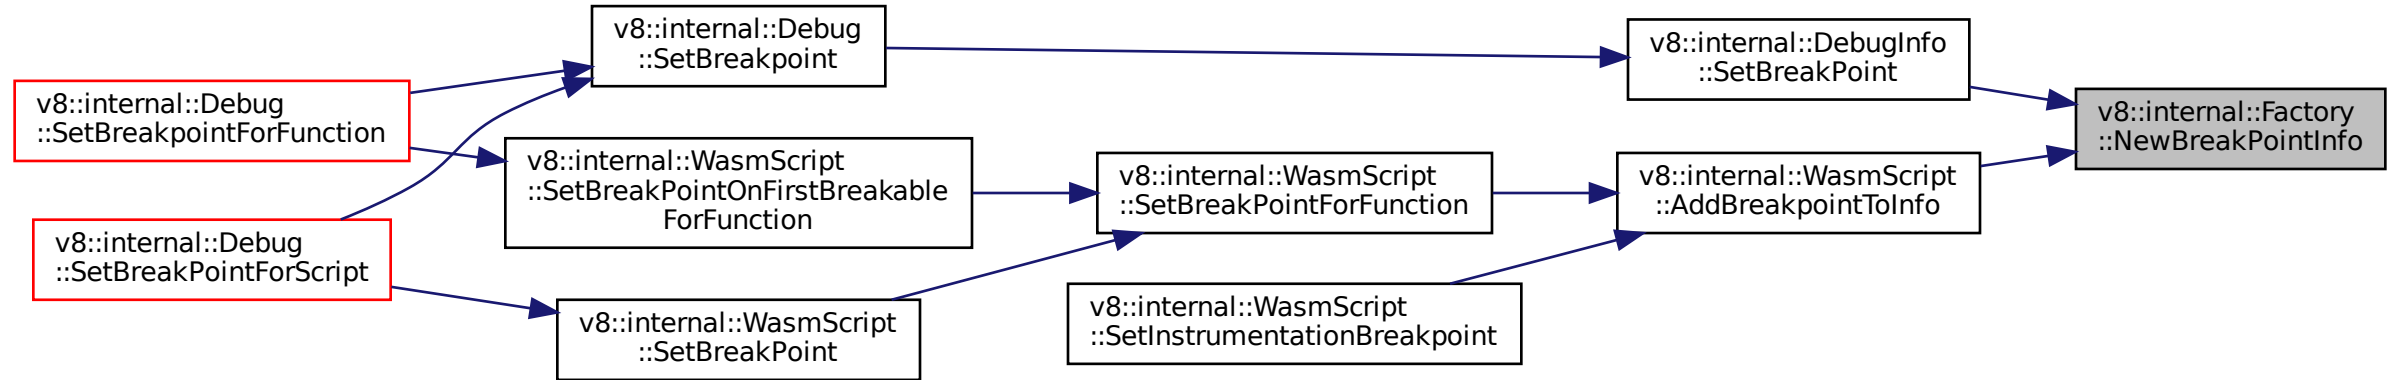 v8::internal::Debug
::SetBreakpoint
v8::internal::DebugInfo
::SetBreakPoint
v8::internal::Debug
::SetBreakpointForFunction
v8::internal::Factory
::NewBreakPointInfo
v8::internal::WasmScript
::SetBreakPointOnFirstBreakable
ForFunction
v8::internal::WasmScript
::SetBreakPointForFunction
v8::internal::WasmScript
::AddBreakpointToInfo
v8::internal::Debug
::SetBreakPointForScript
v8::internal::WasmScript
::SetInstrumentationBreakpoint
v8::internal::WasmScript
::SetBreakPoint